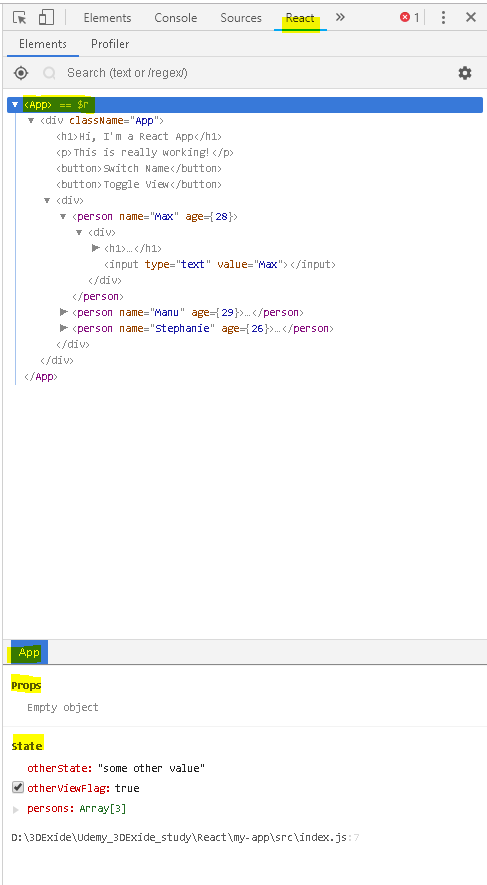 Elements Console Sources React » 1
Elements Profiler
Search (text or /regex/)
<App> == $r
<div className="App">
<h1>Hi, I'm a React App</h1>
<p>This is really working!</p>
<button>Switch Name</button>
<button>Toggle View</button>
<div>
<person name="Max" age={28}>
<div>
<h1>…</h1>
<input type="text" value="Max"></input>
</div>
</person>
<person name="Manu" age={29}>…</person>
<person name="Stephanie" age={26}>…</person>
</div>
</div>
</App>
App
Props
Empty object
State
otherState: "some other value"
otherViewFlag: true
persons: Array[3]
D:\3DExide\Udemy_3DExide_study\React\my-app\src\index.js:7